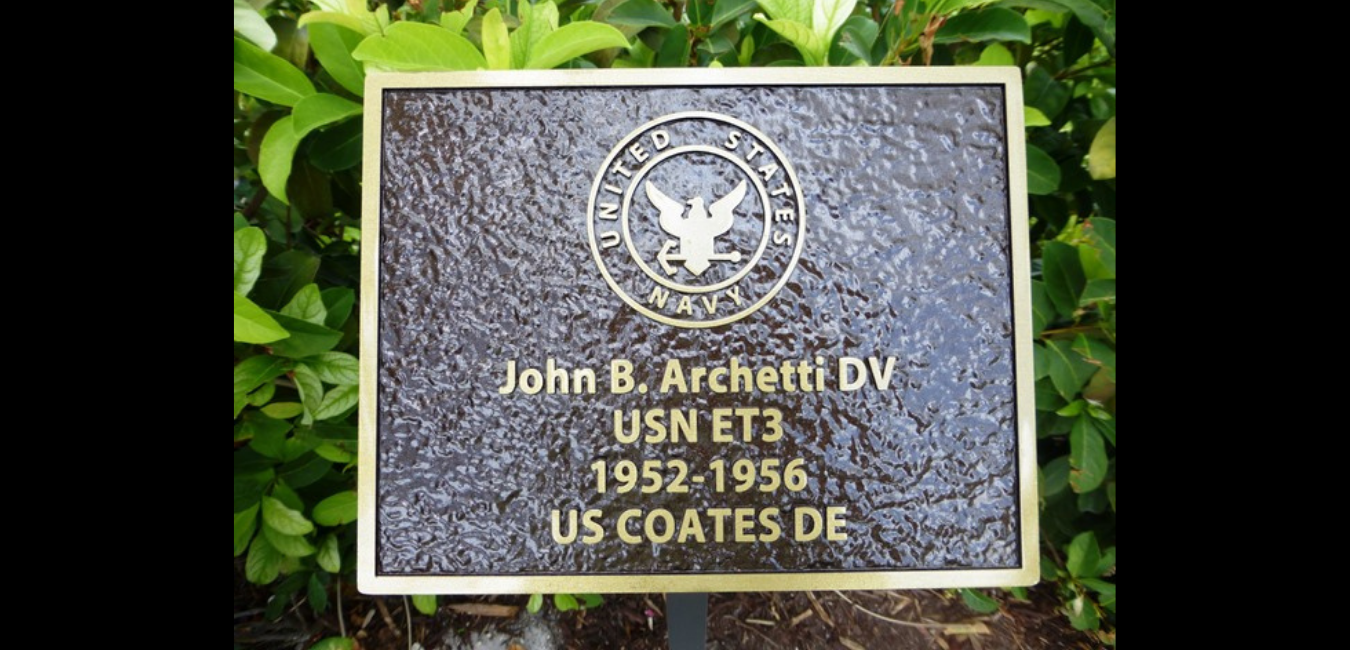 UNITED STATES
NAVY
John B. Archetti DV
USN ET3
1952-1956
US COATES DE